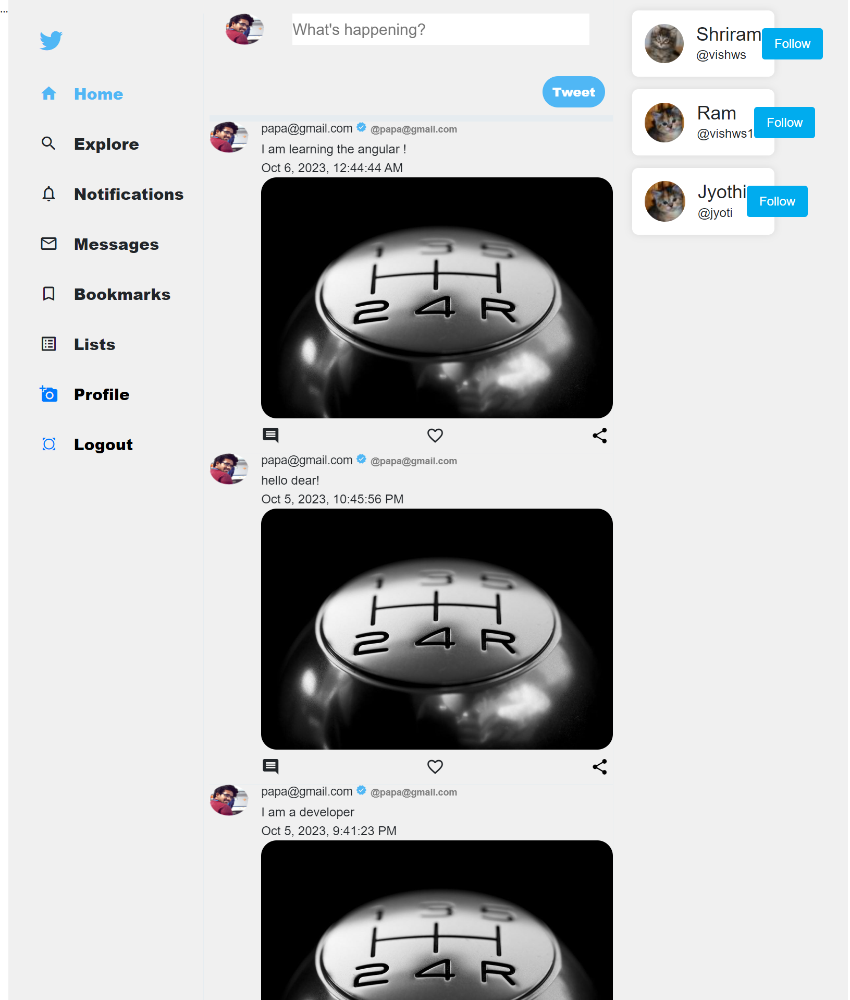 ...
Home
Explore
Notifications
Messages
Bookmarks
Lists
Profile
Logout
What's happening?
Tweet
papa@gmail.com @papa@gmail.com
I am learning the angular !
Oct 6, 2023, 12:44:44 AM
1 3 5
2 4 R
papa@gmail.com @papa@gmail.com
hello dear!
Oct 5, 2023, 10:45:56 PM
1 3 5
2 4 R
papa@gmail.com @papa@gmail.com
I am a developer
Oct 5, 2023, 9:41:23 PM
1 3 5
2 4 R
Shriram
@vishws
Follow
Ram
@vishws1
Follow
Jyothi
@jyoti
Follow